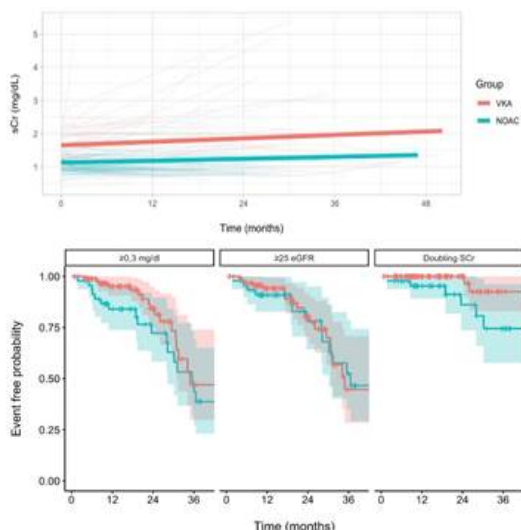 5
4
3
2
1
sCr (mg/dL)
0
12
24
36
48
Time (months)
Group
VKA
NOAC
≥0,3 mg/dl
≥25 eGFR
Doubling SCr
1.00
0.75
0.50
0.25
0.00
Event free probability
0 12 24 36
0 12 24 36
0 12 24 36
Time (months)